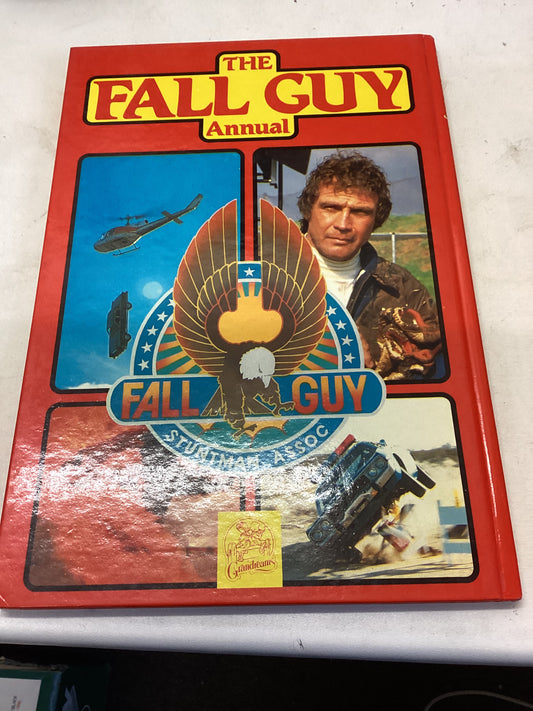 THE
FALL GUY
Annual
FALL GUY
STUNTMAN ASSOC
Grandreams